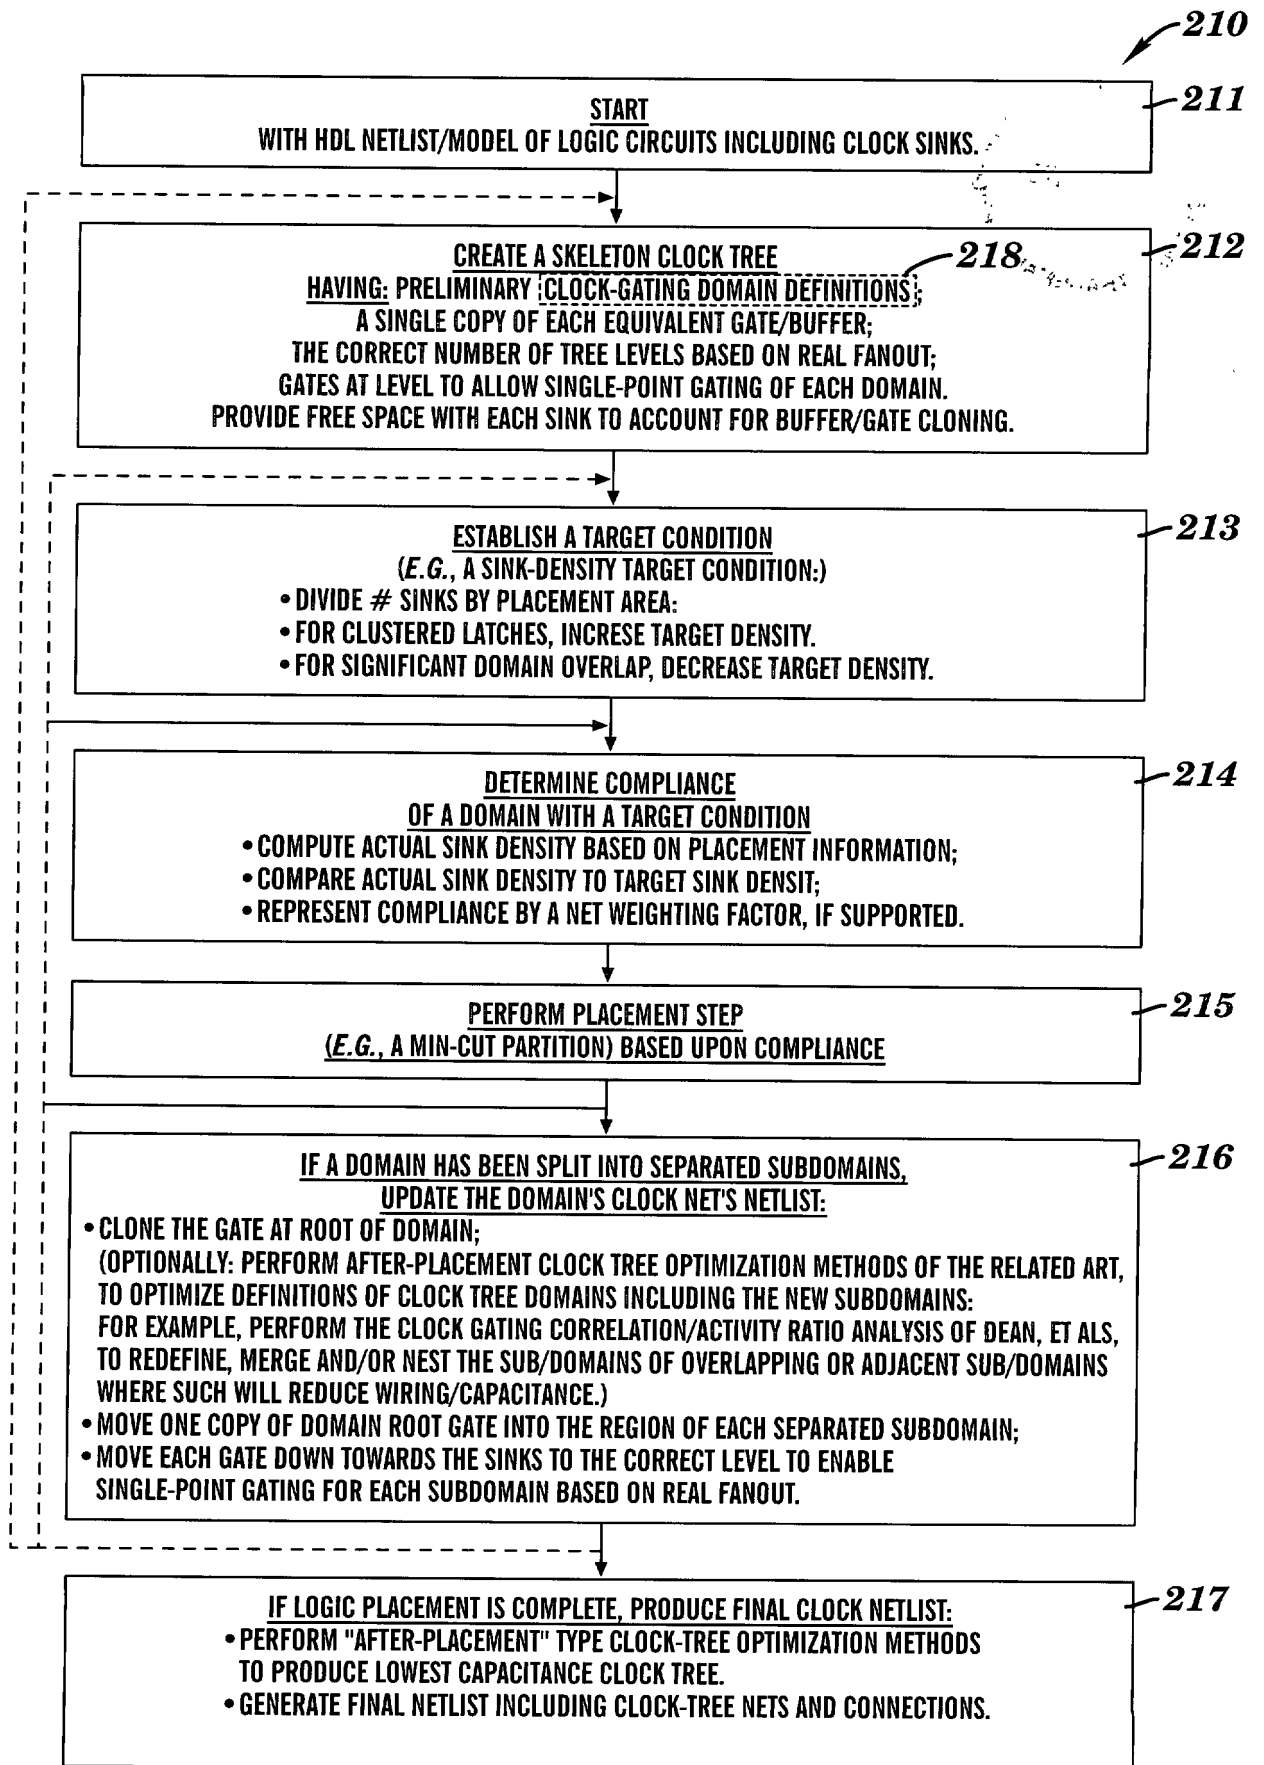 210
211
START
WITH HDL NETLIST/MODEL OF LOGIC CIRCUITS INCLUDING CLOCK SINKS.
212
CREATE A SKELETON CLOCK TREE
218
HAVING: PRELIMINARY CLOCK-GATING DOMAIN DEFINITIONS;
A SINGLE COPY OF EACH EQUIVALENT GATE/BUFFER;
THE CORRECT NUMBER OF TREE LEVELS BASED ON REAL FANOUT;
GATES AT LEVEL TO ALLOW SINGLE-POINT GATING OF EACH DOMAIN.
PROVIDE FREE SPACE WITH EACH SINK TO ACCOUNT FOR BUFFER/GATE CLONING.
213
ESTABLISH A TARGET CONDITION
(E.G., A SINK-DENSITY TARGET CONDITION:)
• DIVIDE # SINKS BY PLACEMENT AREA:
• FOR CLUSTERED LATCHES, INCRESE TARGET DENSITY.
• FOR SIGNIFICANT DOMAIN OVERLAP, DECREASE TARGET DENSITY.
214
DETERMINE COMPLIANCE
OF A DOMAIN WITH A TARGET CONDITION
• COMPUTE ACTUAL SINK DENSITY BASED ON PLACEMENT INFORMATION;
• COMPARE ACTUAL SINK DENSITY TO TARGET SINK DENSIT;
• REPRESENT COMPLIANCE BY A NET WEIGHTING FACTOR, IF SUPPORTED.
215
PERFORM PLACEMENT STEP
(E.G., A MIN-CUT PARTITION) BASED UPON COMPLIANCE
216
IF A DOMAIN HAS BEEN SPLIT INTO SEPARATED SUBDOMAINS,
UPDATE THE DOMAIN'S CLOCK NET'S NETLIST:
• CLONE THE GATE AT ROOT OF DOMAIN;
(OPTIONALLY: PERFORM AFTER-PLACEMENT CLOCK TREE OPTIMIZATION METHODS OF THE RELATED ART,
TO OPTIMIZE DEFINITIONS OF CLOCK TREE DOMAINS INCLUDING THE NEW SUBDOMAINS:
FOR EXAMPLE, PERFORM THE CLOCK GATING CORRELATION/ACTIVITY RATIO ANALYSIS OF DEAN, ET ALS,
TO REDEFINE, MERGE AND/OR NEST THE SUB/DOMAINS OF OVERLAPPING OR ADJACENT SUB/DOMAINS
WHERE SUCH WILL REDUCE WIRING/CAPACITANCE.)
• MOVE ONE COPY OF DOMAIN ROOT GATE INTO THE REGION OF EACH SEPARATED SUBDOMAIN;
• MOVE EACH GATE DOWN TOWARDS THE SINKS TO THE CORRECT LEVEL TO ENABLE
SINGLE-POINT GATING FOR EACH SUBDOMAIN BASED ON REAL FANOUT.
217
IF LOGIC PLACEMENT IS COMPLETE, PRODUCE FINAL CLOCK NETLIST:
• PERFORM "AFTER-PLACEMENT" TYPE CLOCK-TREE OPTIMIZATION METHODS
TO PRODUCE LOWEST CAPACITANCE CLOCK TREE.
• GENERATE FINAL NETLIST INCLUDING CLOCK-TREE NETS AND CONNECTIONS.